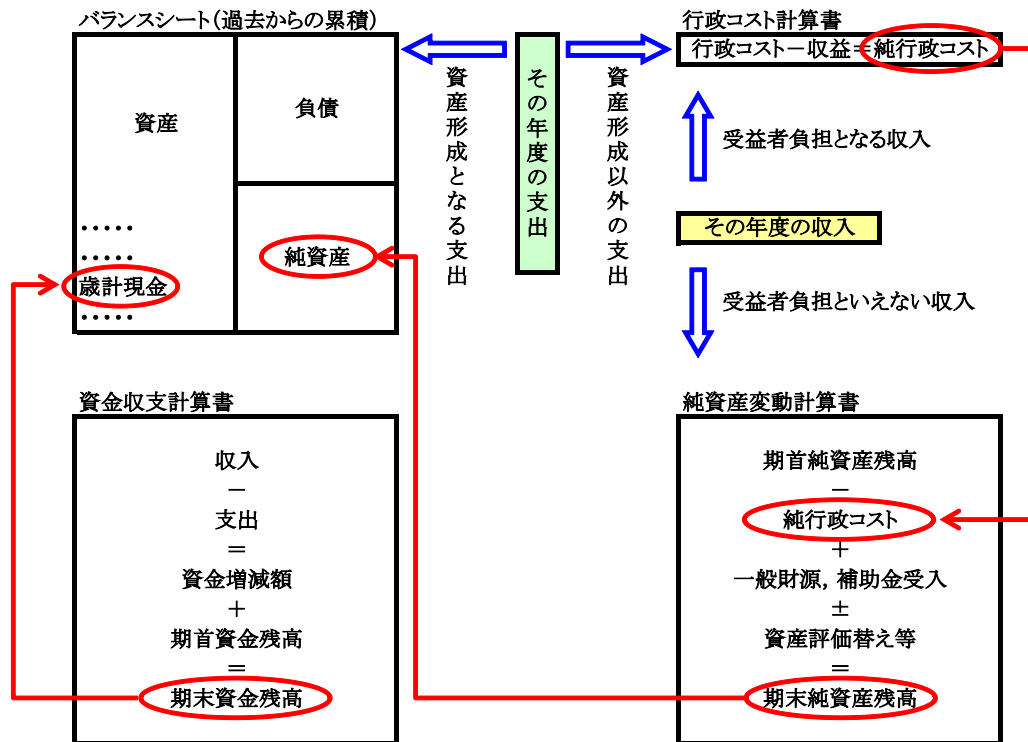 バランスシート(過去からの累積)
資産
負債
・・・・・
・・・・・
歳計現金
・・・・・
純資産
資産形成となる支出
その年度の支出
資産形成以外の支出
行政コスト計算書
行政コスト－収益＝純行政コスト
受益者負担となる収入
その年度の収入
受益者負担といえない収入
資金収支計算書
収入
－
支出
＝
資金増減額
＋
期首資金残高
＝
期末資金残高
純資産変動計算書
期首純資産残高
－
純行政コスト
＋
一般財源，補助金受入
±
資産評価替え等
＝
期末純資産残高